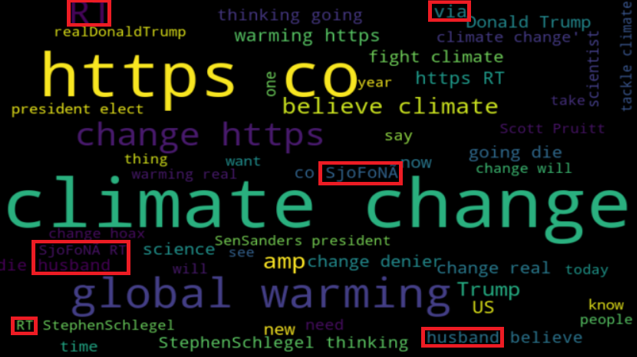 RT
thinking going
via
Donald Trump
realDonaldTrump
warming https
climate change'
scientist
tackle climate
https co
one
year
fight climate
https RT
president elect
believe climate
take
change https
say
Scott Pruitt
thing
want
now
going die
warming real
co SjoFoNA
change will
climate change
change hoax
SjoFoNA RT
SenSanders president
science
see
die husband
will
amp
change denier
change real
today
global warming
Trump
US
know
people
RT StephenSchlegel
new
need
husband believe
time
StephenSchlegel thinking